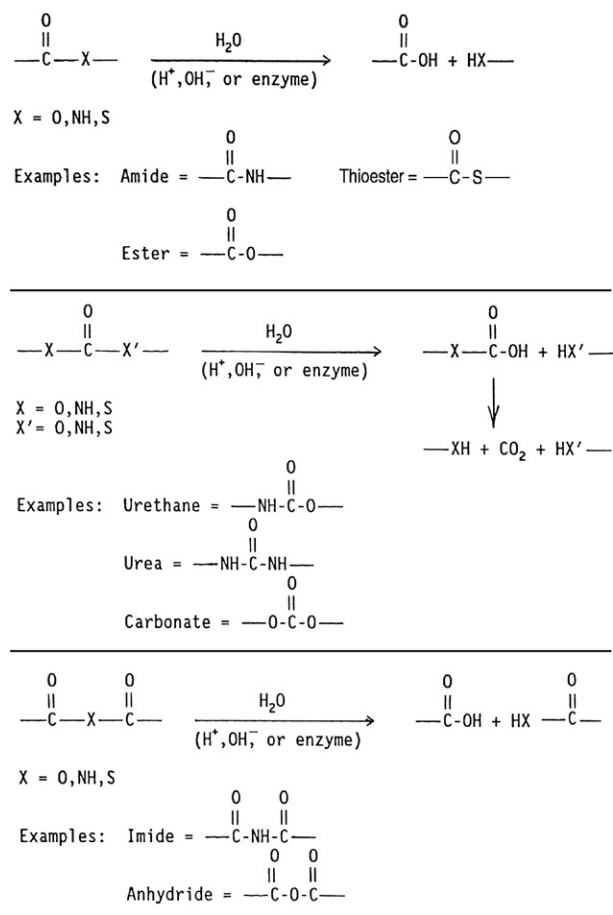 O O
|| H₂O ||
—C—X— → —C-OH + HX—
(H⁺,OH⁻, or enzyme)
X = O,NH,S
O O
|| ||
Examples: Amide = —C-NH— Thioester = —C-S—
O
||
Ester = —C-O—
O O
|| H₂O ||
—X—C—X′— → —X—C-OH + HX′—
(H⁺,OH⁻, or enzyme)
X = O,NH,S
X′= O,NH,S
↓
—XH + CO₂ + HX′—
O
||
Examples: Urethane = —NH-C-O—
O
||
Urea = —NH-C-NH—
O
||
Carbonate = —O-C-O—
O O O O
|| || H₂O || ||
—C—X—C— → —C-OH + HX —C—
(H⁺,OH⁻, or enzyme)
X = O,NH,S
O O
|| ||
Examples: Imide = —C-NH-C—
O O
|| ||
Anhydride = —C-O-C—